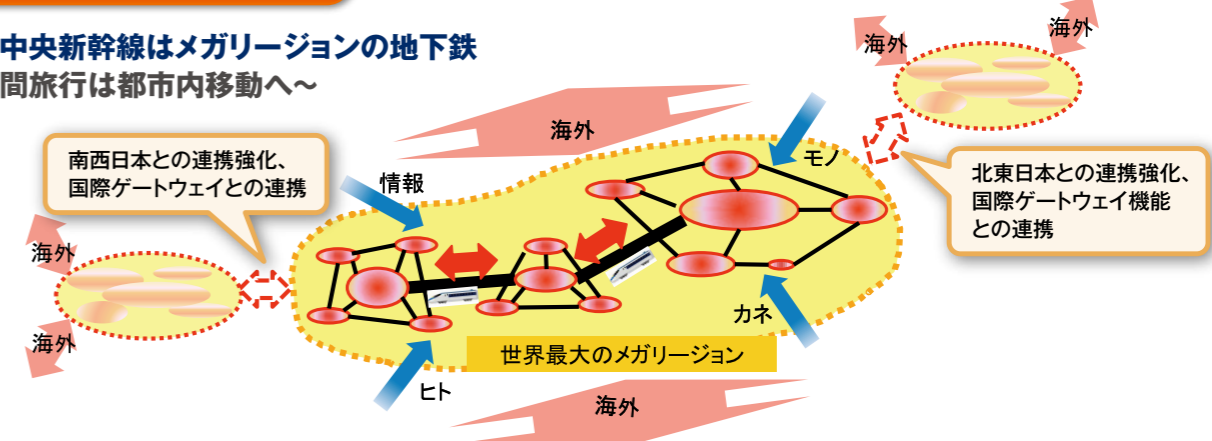 中央新幹線はメガリージョンの地下鉄
間旅行は都市内移動へ～
海外
海外
海外
南西日本との連携強化、
国際ゲートウェイとの連携
情報
モノ
北東日本との連携強化、
国際ゲートウェイ機能
との連携
海外
カネ
海外
世界最大のメガリージョン
ヒト
海外